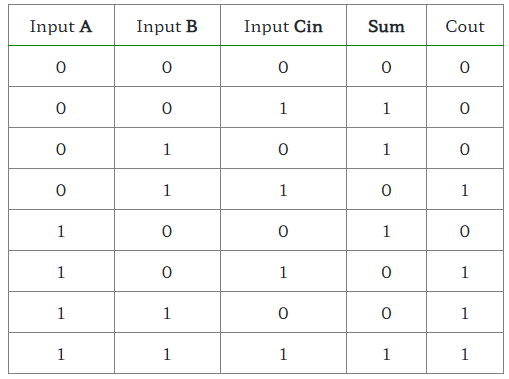 Input A Input B Input Cin Sum Cout
0 0 0 0 0
0 0 1 1 0
0 1 0 1 0
0 1 1 0 1
1 0 0 1 0
1 0 1 0 1
1 1 0 0 1
1 1 1 1 1